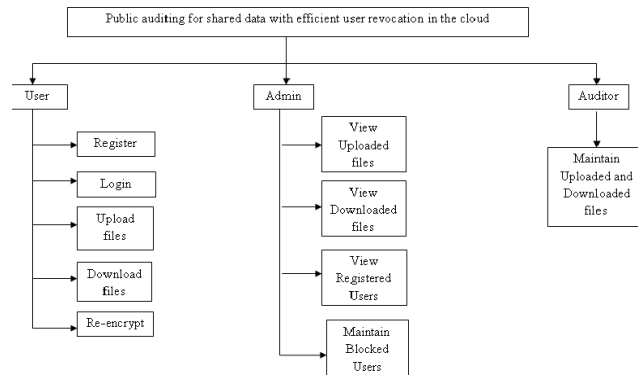 Public auditing for shared data with efficient user revocation in the cloud
User
Admin
Auditor
Register
Login
Upload
files
Download
files
Re-encrypt
View
Uploaded
files
View
Downloaded
files
View
Registered
Users
Maintain
Blocked
Users
Maintain
Uploaded and
Downloaded
files